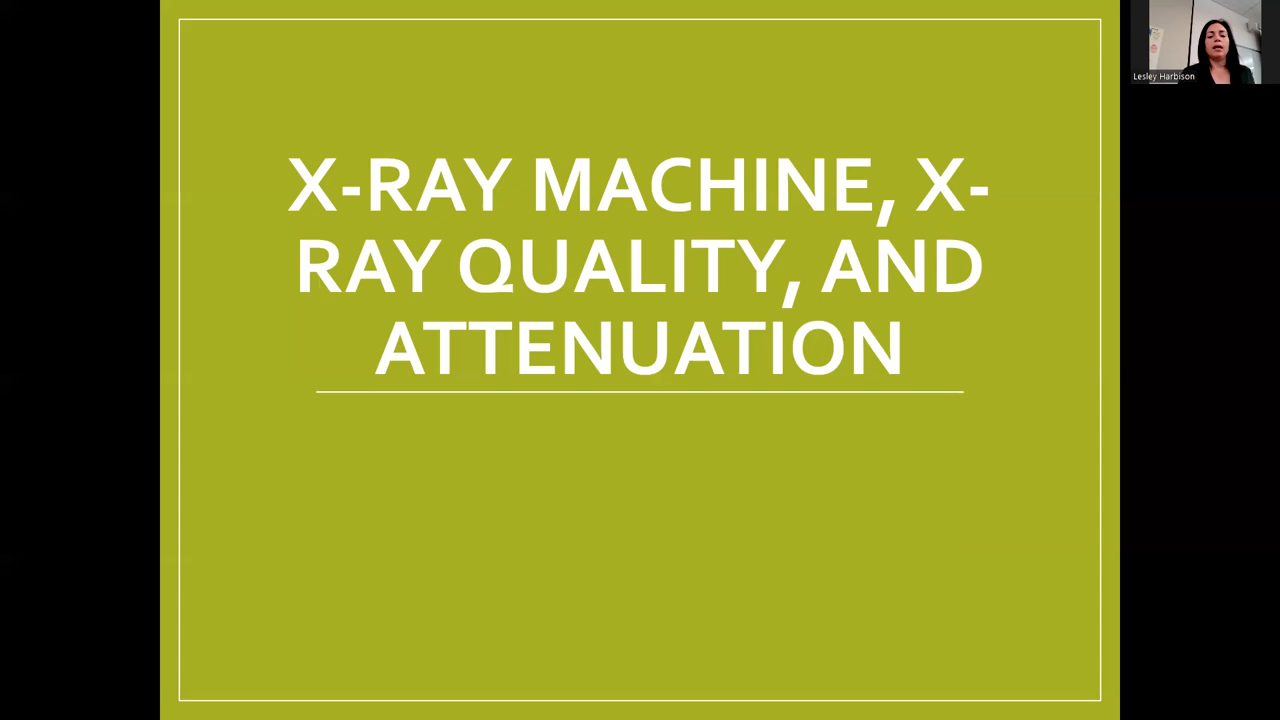 X-RAY MACHINE, X-
RAY QUALITY, AND
ATTENUATION
Lesley Harbison